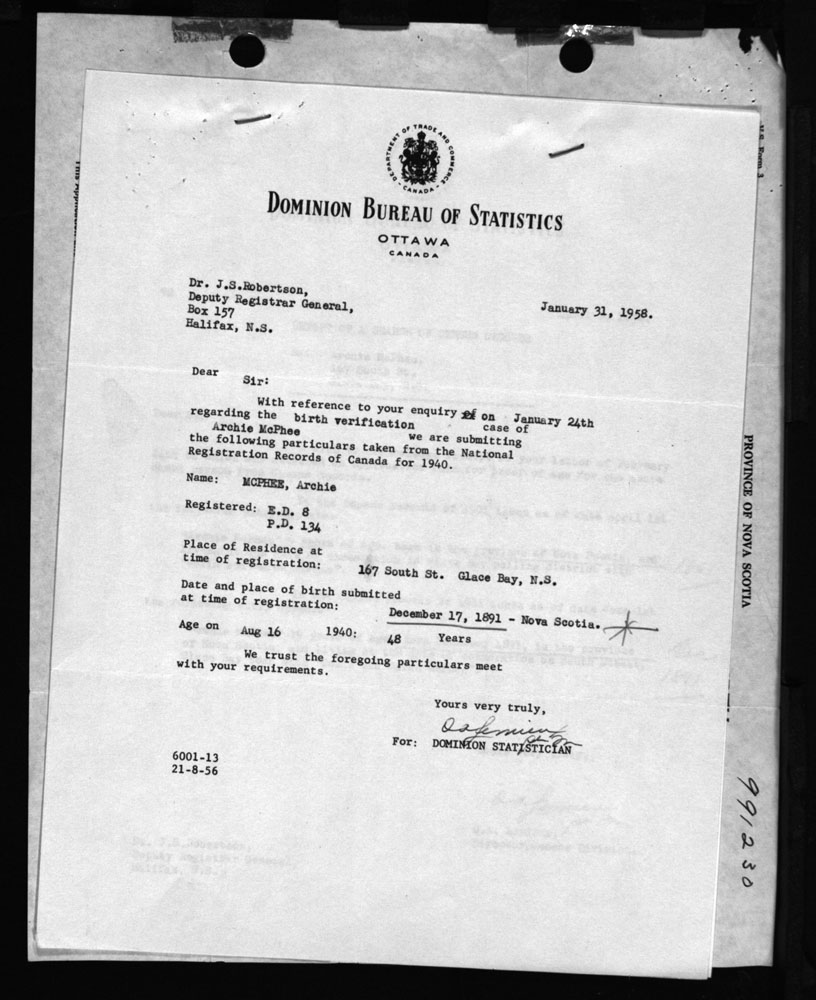 DEPARTMENT OF TRADE AND COMMERCE
CANADA
DOMINION BUREAU OF STATISTICS
OTTAWA
CANADA
Dr. J.S.Robertson,
Deputy Registrar General,
Box 157
Halifax, N.S.
January 31, 1958.
Dear
Sir:
With reference to your enquiry of on January 24th
regarding the birth verification case of
Archie McPhee we are submitting
the following particulars taken from the National
Registration Records of Canada for 1940.
Name: MCPHEE, Archie
Registered: E.D. 8
P.D. 134
Place of Residence at
time of registration: 167 South St. Glace Bay, N.S.
Date and place of birth submitted
at time of registration: December 17, 1891 - Nova Scotia.
Age on Aug 16 1940: 48 Years
We trust the foregoing particulars meet
with your requirements.
Yours very truly,
For: DOMINION STATISTICIAN
6001-13
21-8-56
PROVINCE OF NOVA SCOTIA
991230